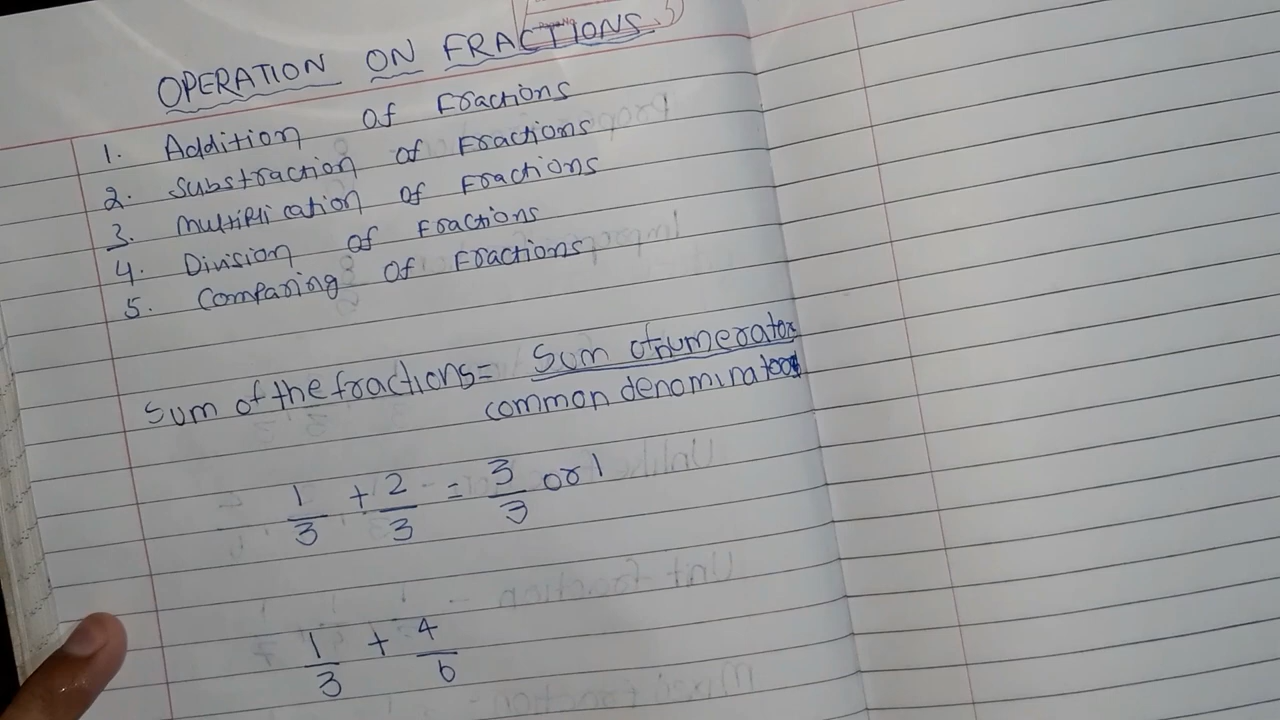 OPERATION ON FRACTIONS
1. Addition of Fractions
2. Substraction of Fractions
3. Multiplication of Fractions
4. Division of Fractions
5. Comparing of Fractions
Sum of the fractions = Sum of numerator
common denominator
1/3 + 2/3 = 3/3 or 1
1/3 + 4/6